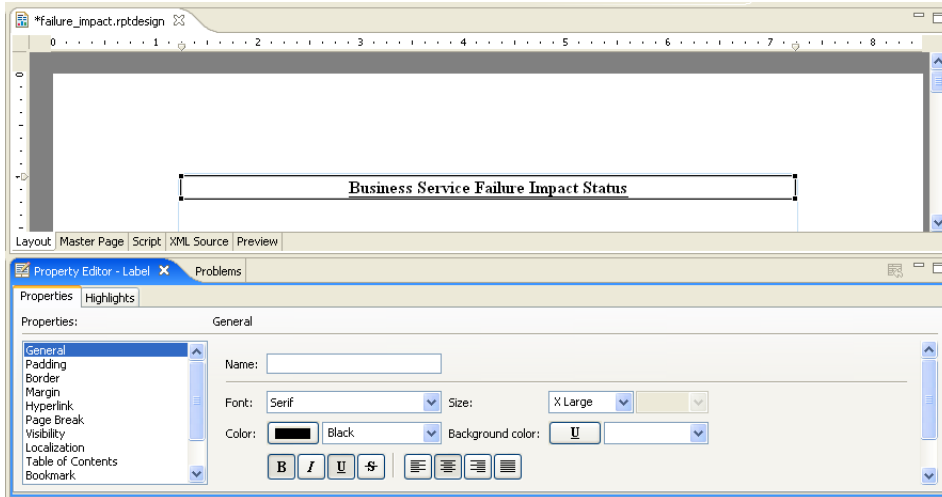 *failure_impact.rptdesign
0 1 2 3 4 5 6 7 8
0
1
Business Service Failure Impact Status
Layout Master Page Script XML Source Preview
Property Editor - Label Problems
Properties Highlights
Properties: General
General
Padding
Border
Margin
Hyperlink
Page Break
Visibility
Localization
Table of Contents
Bookmark
Name:
Font: Serif Size: X Large
Color: Black Background color: U
B I U S